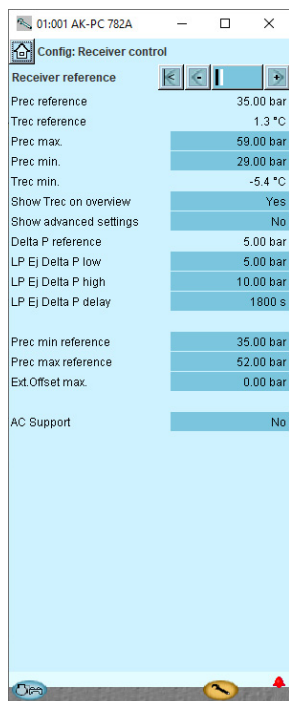 01:001 AK-PC 782A
Config: Receiver control
Receiver reference
Prec reference 35.00 bar
Trec reference 1.3 °C
Prec max. 59.00 bar
Prec min. 29.00 bar
Trec min. -5.4 °C
Show Trec on overview Yes
Show advanced settings No
Delta P reference 5.00 bar
LP Ej Delta P low 5.00 bar
LP Ej Delta P high 10.00 bar
LP Ej Delta P delay 1800 s
Prec min reference 35.00 bar
Prec max reference 52.00 bar
Ext.Offset max. 0.00 bar
AC Support No